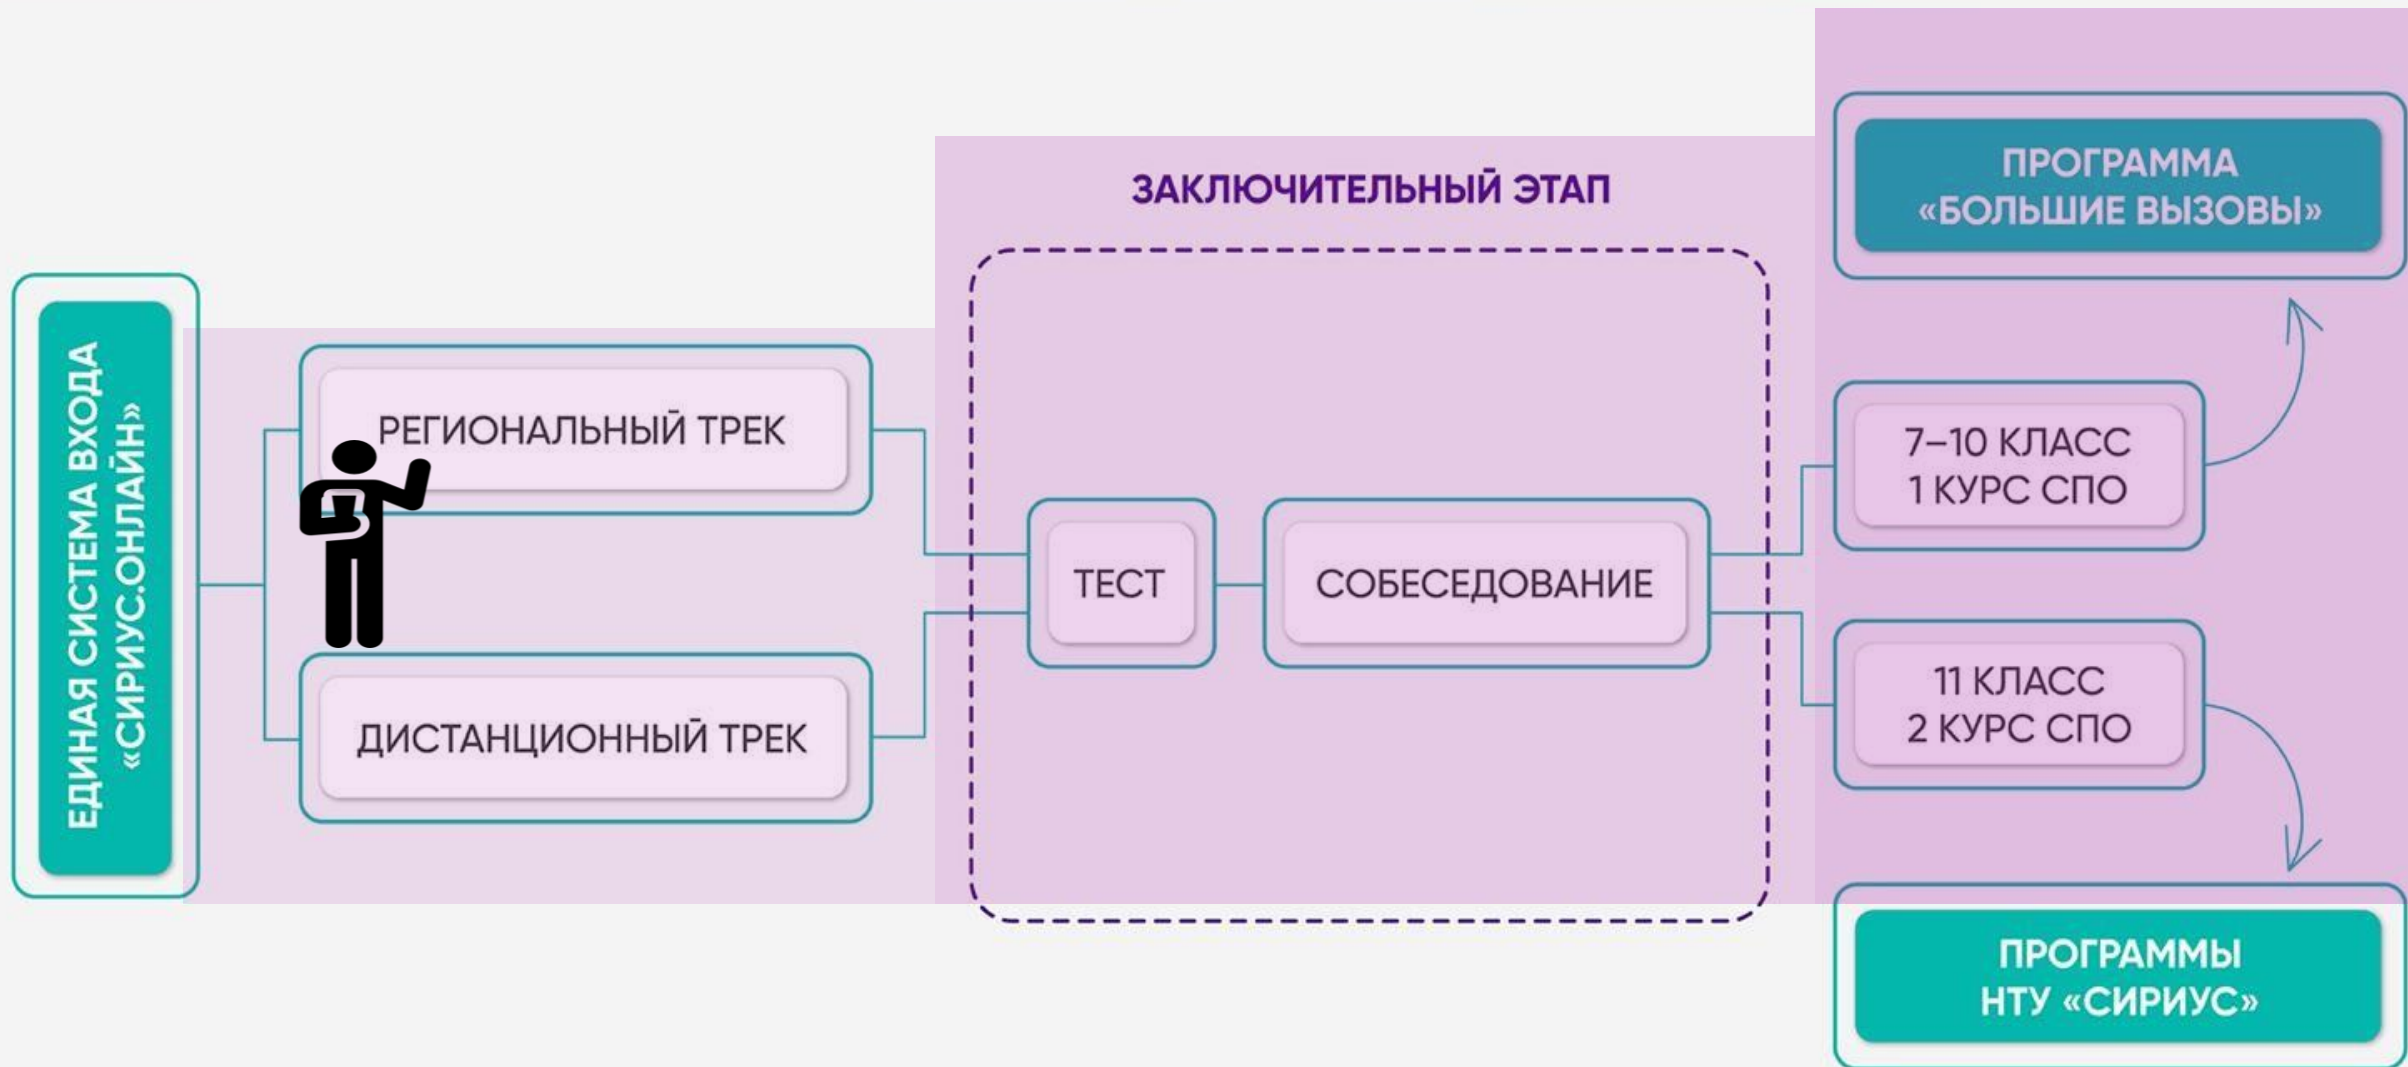 ЕДИНАЯ СИСТЕМА ВХОДА
«СИРИУС.ОНЛАЙН»
РЕГИОНАЛЬНЫЙ ТРЕК
ДИСТАНЦИОННЫЙ ТРЕК
ЗАКЛЮЧИТЕЛЬНЫЙ ЭТАП
ТЕСТ
СОБЕСЕДОВАНИЕ
ПРОГРАММА
«БОЛЬШИЕ ВЫЗОВЫ»
7–10 КЛАСС
1 КУРС СПО
11 КЛАСС
2 КУРС СПО
ПРОГРАММЫ
НТУ «СИРИУС»